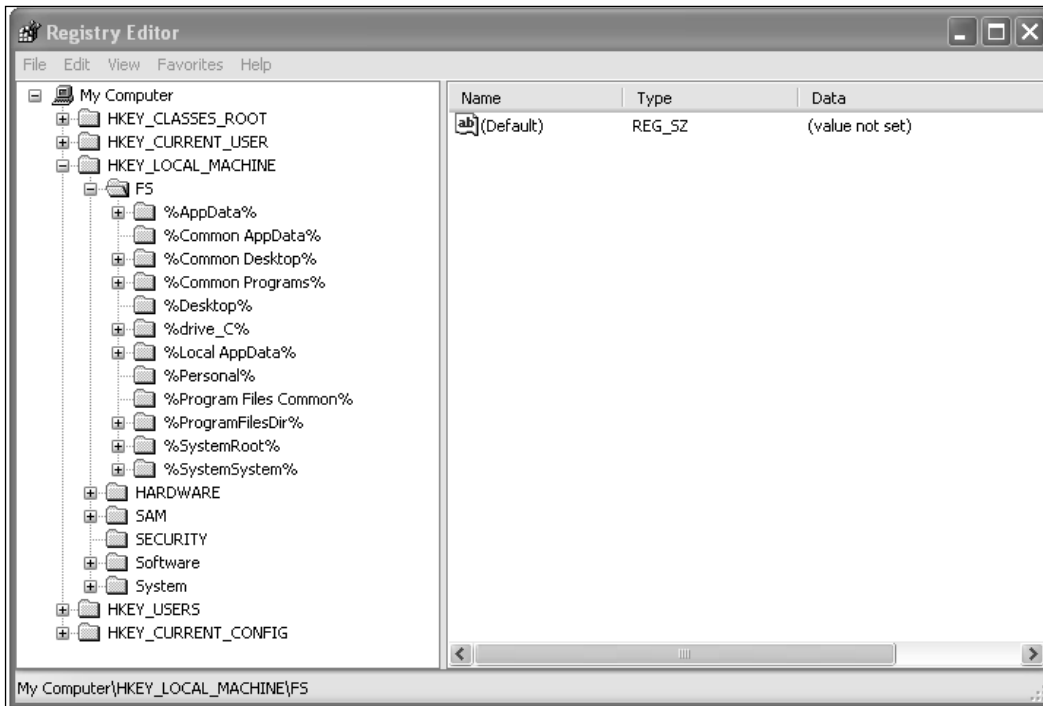 Registry Editor
File Edit View Favorites Help
My Computer
HKEY_CLASSES_ROOT
HKEY_CURRENT_USER
HKEY_LOCAL_MACHINE
FS
%AppData%
%Common AppData%
%Common Desktop%
%Common Programs%
%Desktop%
%drive_C%
%Local AppData%
%Personal%
%Program Files Common%
%ProgramFilesDir%
%SystemRoot%
%SystemSystem%
HARDWARE
SAM
SECURITY
Software
System
HKEY_USERS
HKEY_CURRENT_CONFIG
Name Type Data
ab (Default) REG_SZ (value not set)
My Computer\HKEY_LOCAL_MACHINE\FS